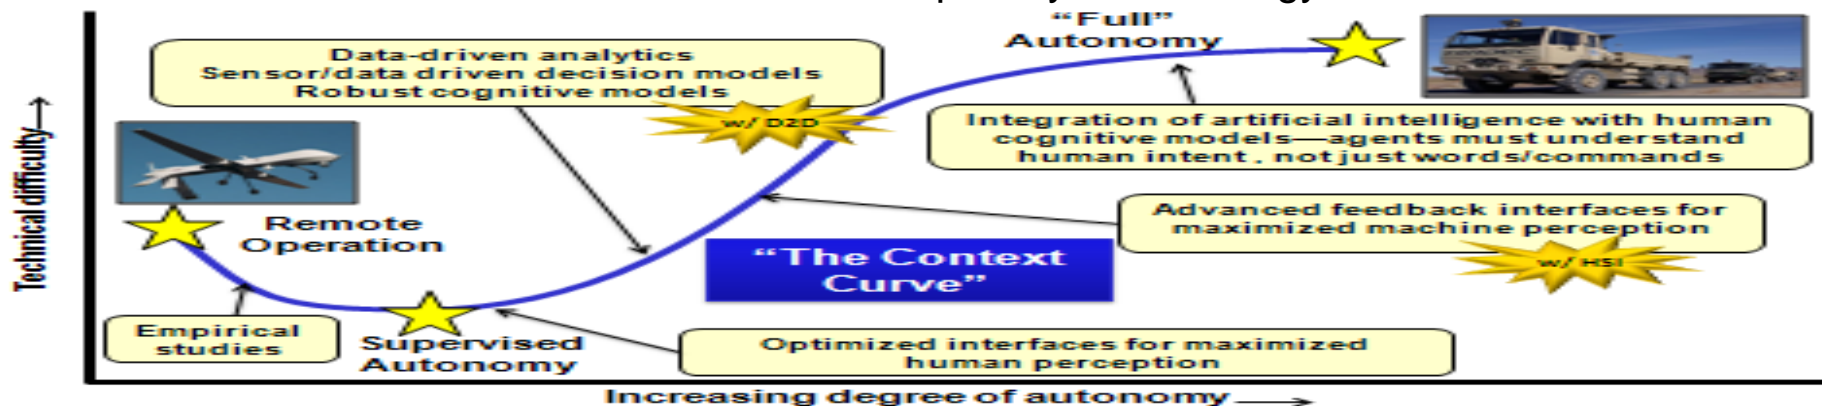 "Full"
Autonomy
Data-driven analytics
Sensor/data driven decision models
Robust cognitive models
w/ D2D
Integration of artificial intelligence with human
cognitive models—agents must understand
human intent , not just words/commands
Technical difficulty
Remote
Operation
Advanced feedback interfaces for
maximized machine perception
w/ HSI
"The Context
Curve"
Empirical
studies
Supervised
Autonomy
Optimized interfaces for maximized
human perception
Increasing degree of autonomy